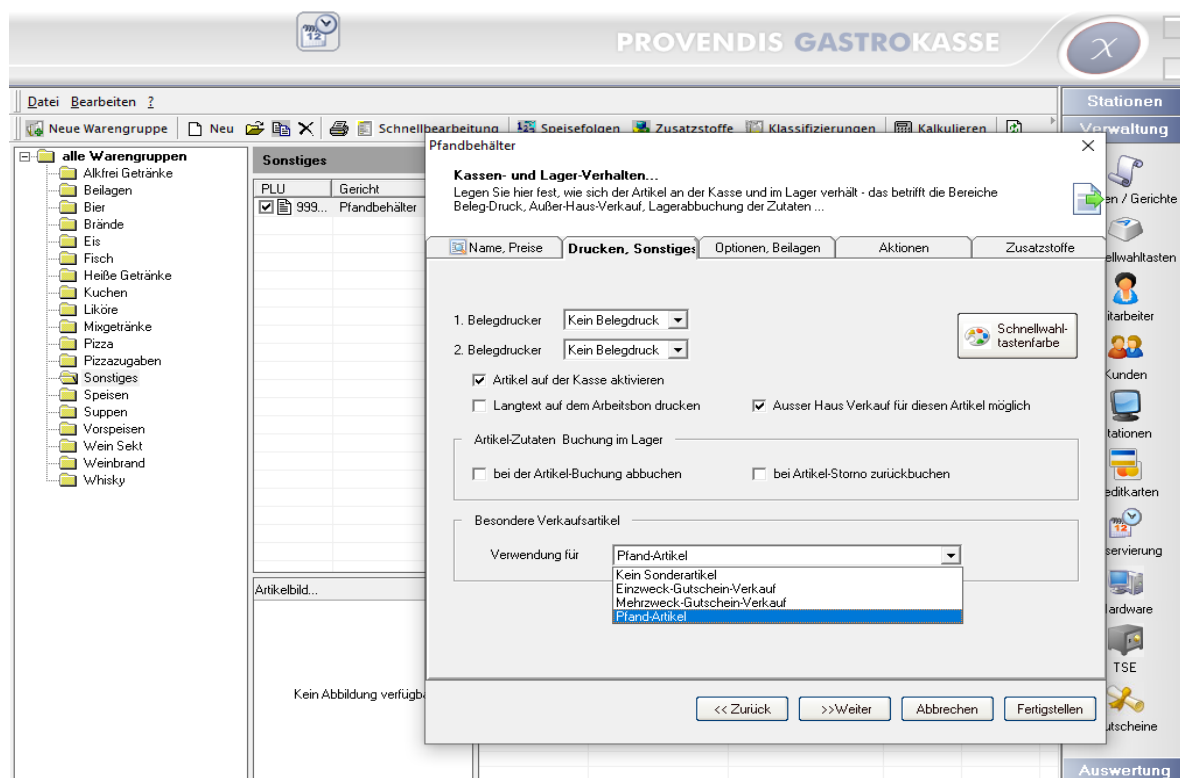 PROVENDIS GASTROKASSE
Datei Bearbeiten ?
Neue Warengruppe Neu Schnellbearbeitung Speisefolgen Zusatzstoffe Klassifizierungen Kalkulieren
alle Warengruppen
Alkfrei Getränke
Beilagen
Bier
Brände
Eis
Fisch
Heiße Getränke
Kuchen
Liköre
Mixgetränke
Pizza
Pizzazugaben
Sonstiges
Speisen
Suppen
Vorspeisen
Wein Sekt
Weinbrand
Whisky
Sonstiges
PLU Gericht
999... Pfandbehälter
Artikelbild...
Kein Abbildung verfügb
Pfandbehälter
Kassen- und Lager-Verhalten...
Legen Sie hier fest, wie sich der Artikel an der Kasse und im Lager verhält - das betrifft die Bereiche
Beleg-Druck, Außer-Haus-Verkauf, Lagerabbuchung der Zutaten ...
Name, Preise Drucken, Sonstiges Optionen, Beilagen Aktionen Zusatzstoffe
1. Belegdrucker Kein Belegdruck
2. Belegdrucker Kein Belegdruck
Schnellwahl-
tastenfarbe
Artikel auf der Kasse aktivieren
Langtext auf dem Arbeitsbon drucken Ausser Haus Verkauf für diesen Artikel möglich
Artikel-Zutaten Buchung im Lager
bei der Artikel-Buchung abbuchen bei Artikel-Storno zurückbuchen
Besondere Verkaufsartikel
Verwendung für Pfand-Artikel
Kein Sonderartikel
Einzweck-Gutschein-Verkauf
Mehrzweck-Gutschein-Verkauf
Pfand-Artikel
<< Zurück >>Weiter Abbrechen Fertigstellen
Stationen
Verwaltung
en / Gerichte
ellwahltasten
itarbeiter
Kunden
tationen
editkarten
servierung
ardware
TSE
utscheine
Auswertung